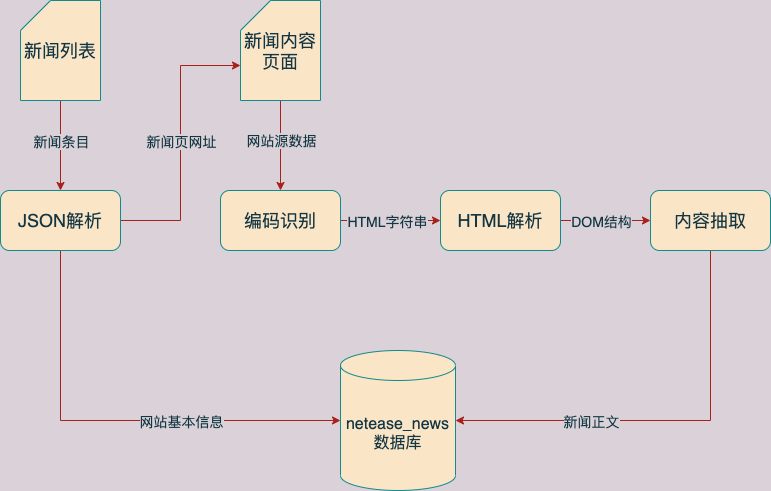 新闻列表
新闻内容
页面
新闻条目
新闻页网址
网站源数据
JSON解析
编码识别
HTML字符串
HTML解析
DOM结构
内容抽取
网站基本信息
netease_news
数据库
新闻正文